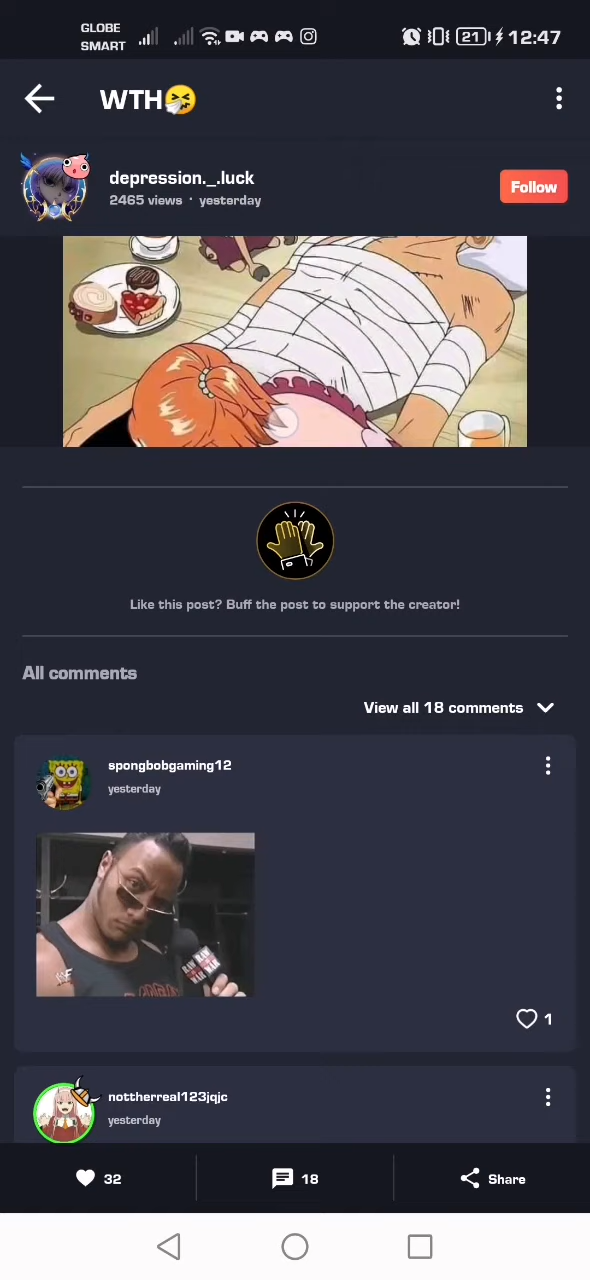 GLOBE
SMART
21
12:47
WTH🤧
depression._.luck
2465 views · yesterday
Follow
Like this post? Buff the post to support the creator!
All comments
View all 18 comments
spongbobgaming12
yesterday
1
nottherreal123jqjc
yesterday
32
18
Share